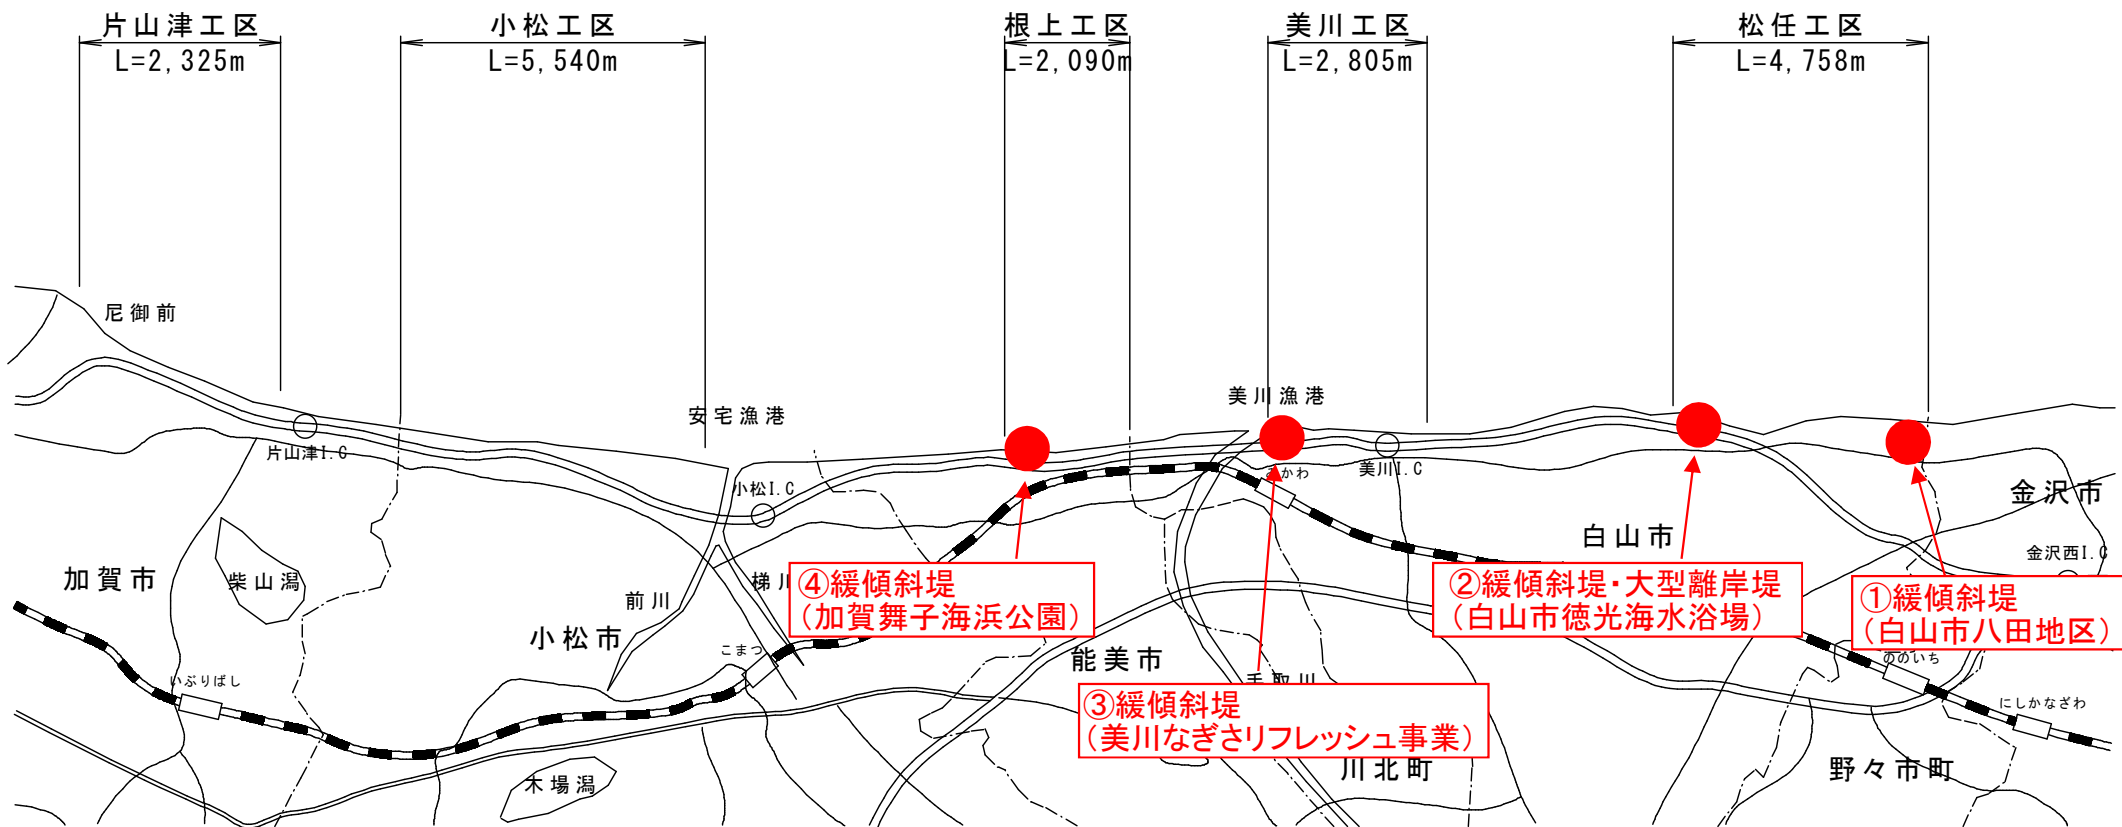 片山津工区
L=2,325m
小松工区
L=5,540m
根上工区
L=2,090m
美川工区
L=2,805m
松任工区
L=4,758m
尼御前
片山津I.C
安宅漁港
小松I.C
美川漁港
美川I.C
かわ
金沢市
金沢西I.C
白山市
加賀市
柴山潟
前川
梯川
小松市
こまつ
いぶりばし
能美市
手取川
ののいち
にしかなざわ
木場潟
川北町
野々市町
④緩傾斜堤
(加賀舞子海浜公園)
②緩傾斜堤・大型離岸堤
(白山市徳光海水浴場)
①緩傾斜堤
(白山市八田地区)
③緩傾斜堤
(美川なぎさリフレッシュ事業)